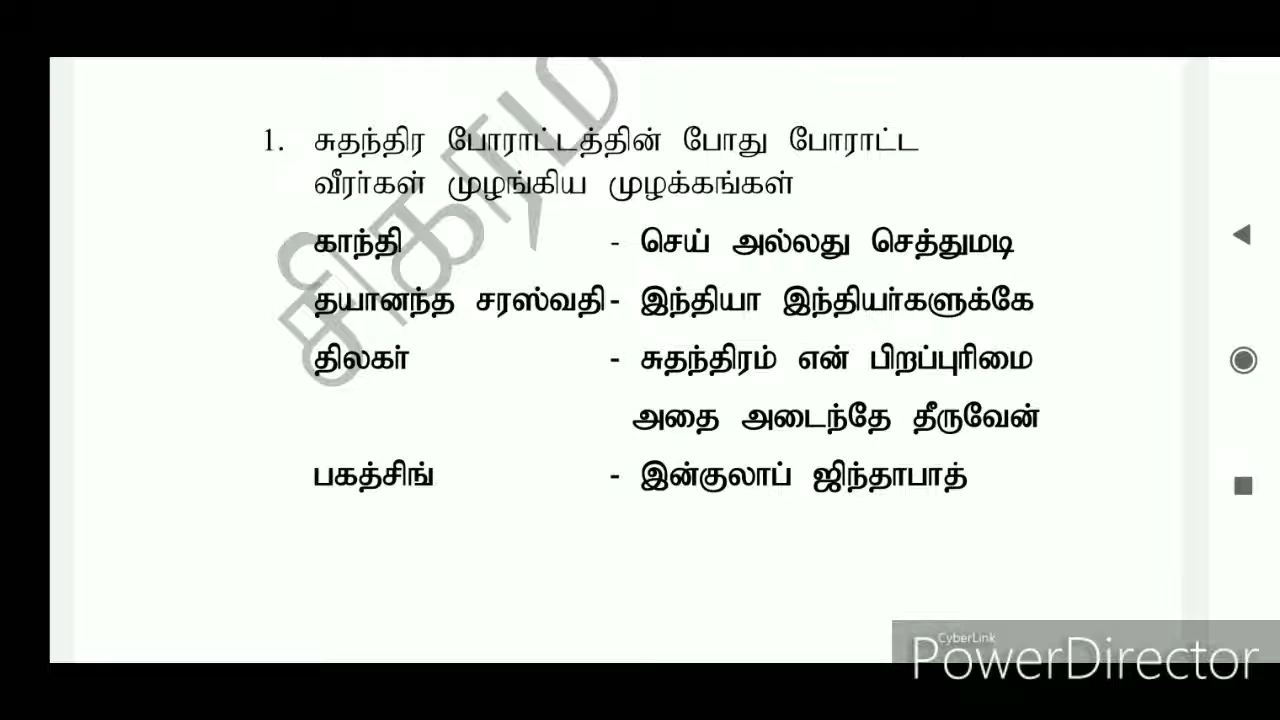 1. சுதந்திர போராட்டத்தின் போது போராட்ட
வீரர்கள் முழங்கிய முழக்கங்கள்
காந்தி - செய் அல்லது செத்துமடி
தயானந்த சரஸ்வதி - இந்தியா இந்தியர்களுக்கே
திலகர் - சுதந்திரம் என் பிறப்புரிமை
அதை அடைந்தே தீருவேன்
பகத்சிங் - இன்குலாப் ஜிந்தாபாத்
சிகரம்
CyberLink
PowerDirector